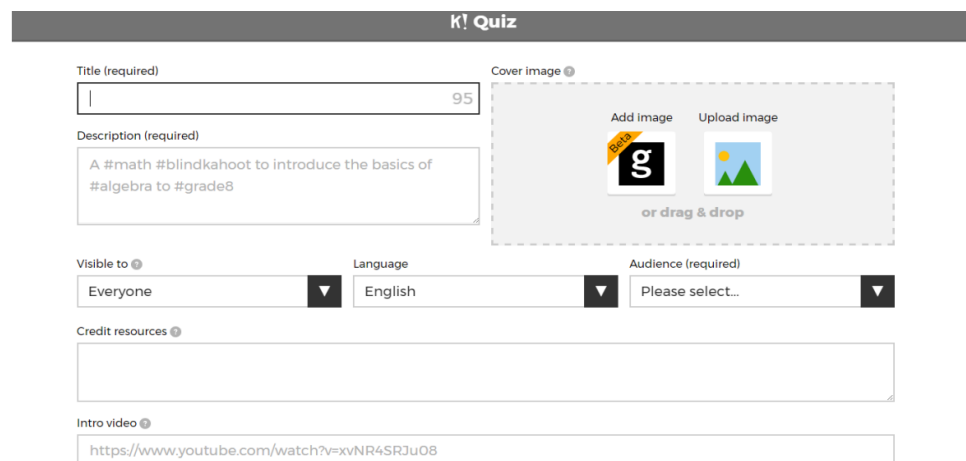 K! Quiz
Title (required)
95
Description (required)
A #math #blindkahoot to introduce the basics of
#algebra to #grade8
Cover image ?
Add image Upload image
Beta
g
or drag & drop
Visible to ? Language Audience (required)
Everyone English Please select...
Credit resources ?
Intro video ?
https://www.youtube.com/watch?v=xvNR4SRJu08